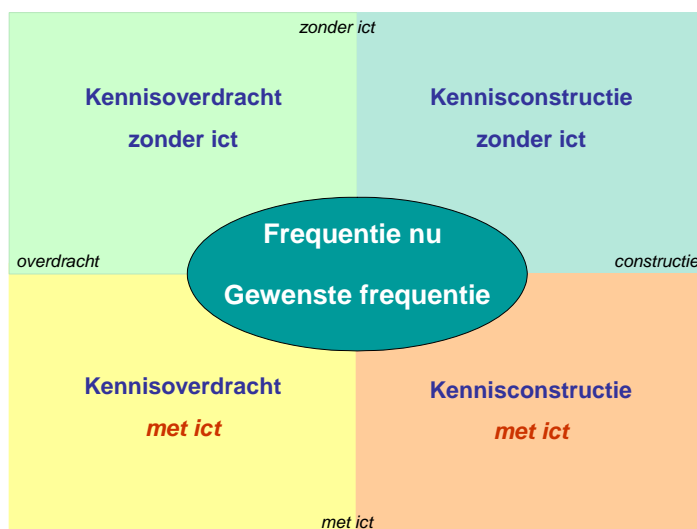 zonder ict
Kennisoverdracht
zonder ict
Kennisconstructie
zonder ict
Frequentie nu
Gewenste frequentie
overdracht
constructie
Kennisoverdracht
met ict
Kennisconstructie
met ict
met ict